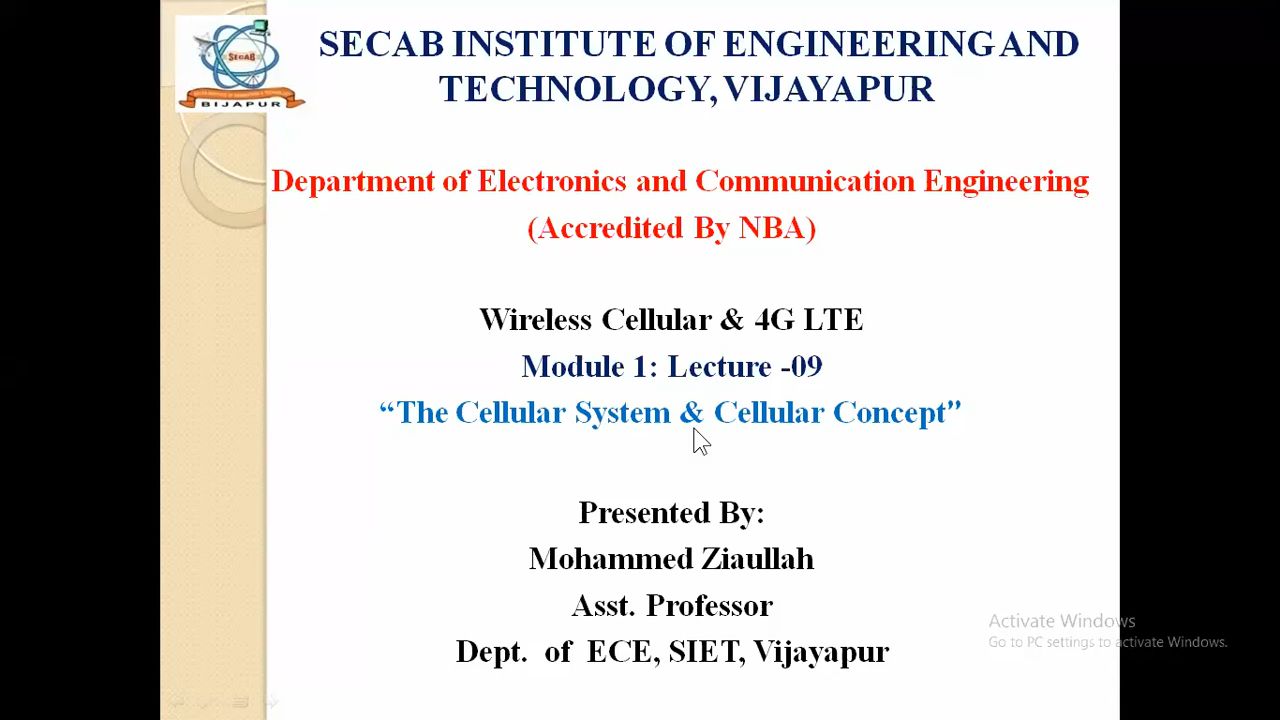 SECAB
BIJAPUR
SECAB INSTITUTE OF ENGINEERING AND
TECHNOLOGY, VIJAYAPUR
Department of Electronics and Communication Engineering
(Accredited By NBA)
Wireless Cellular & 4G LTE
Module 1: Lecture -09
“The Cellular System & Cellular Concept”
Presented By:
Mohammed Ziaullah
Asst. Professor
Dept. of ECE, SIET, Vijayapur
Activate Windows
Go to PC settings to activate Windows.